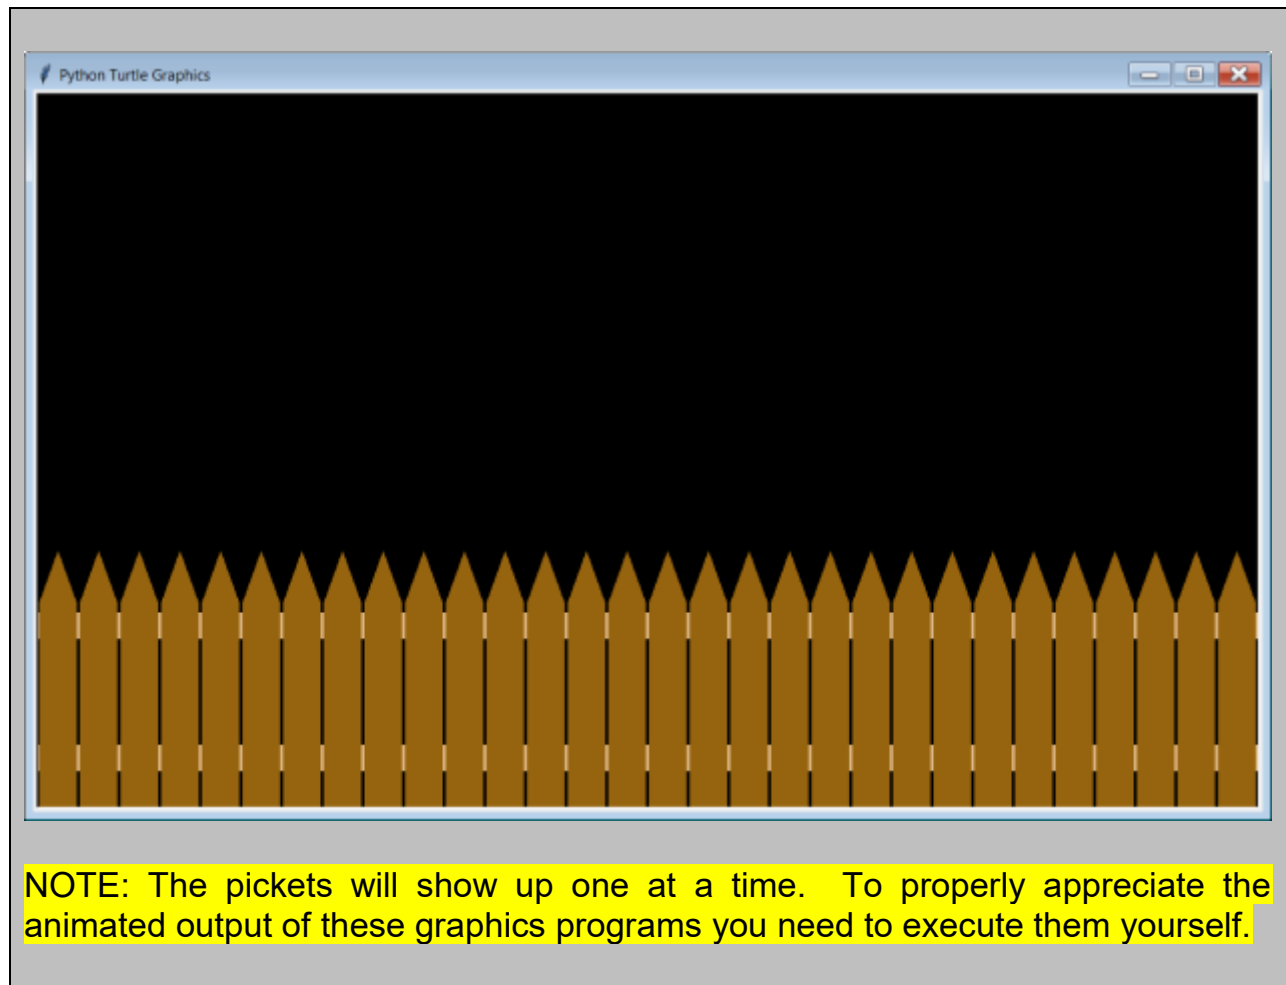 Python Turtle Graphics
NOTE: The pickets will show up one at a time. To properly appreciate the
animated output of these graphics programs you need to execute them yourself.